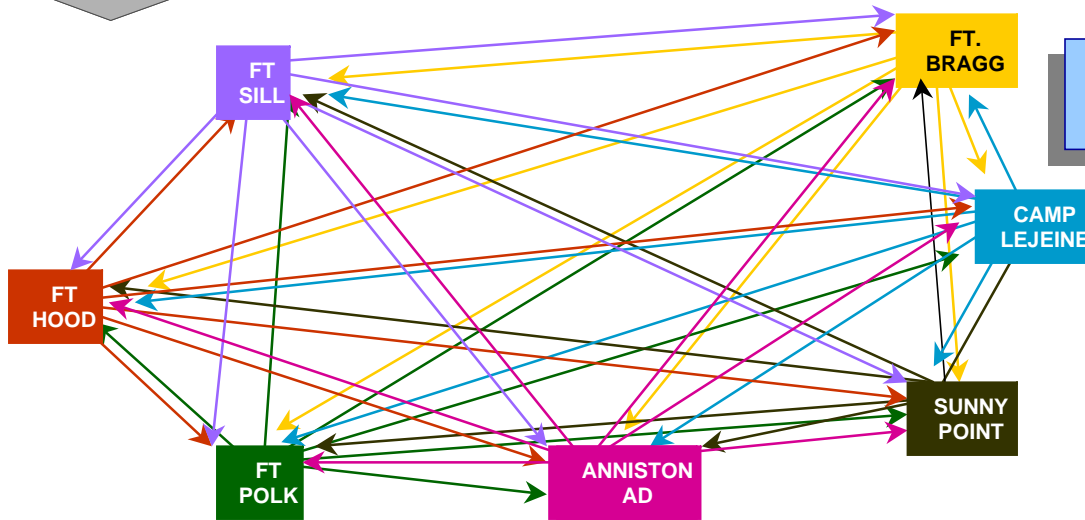 FT
SILL
FT.
BRAGG
CAMP
LEJEINE
FT
HOOD
SUNNY
POINT
FT
POLK
ANNISTON
AD